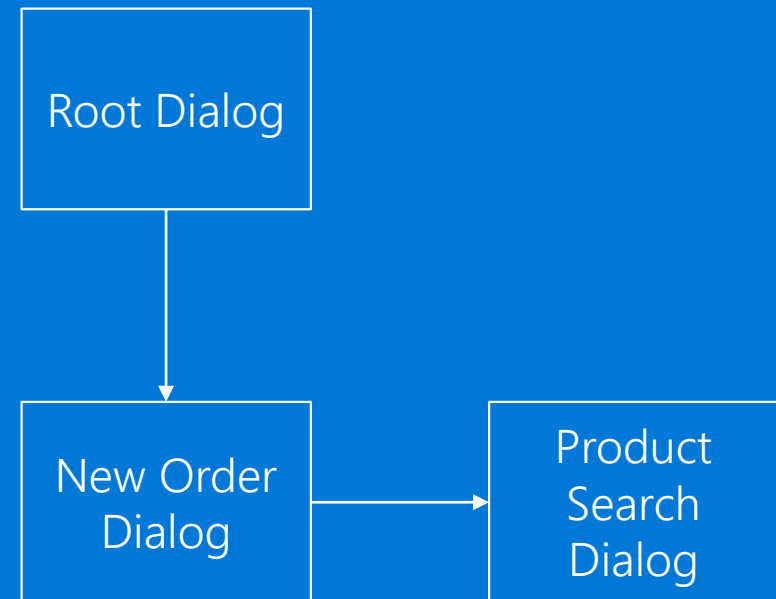 Root Dialog
New Order
Dialog
Product
Search
Dialog